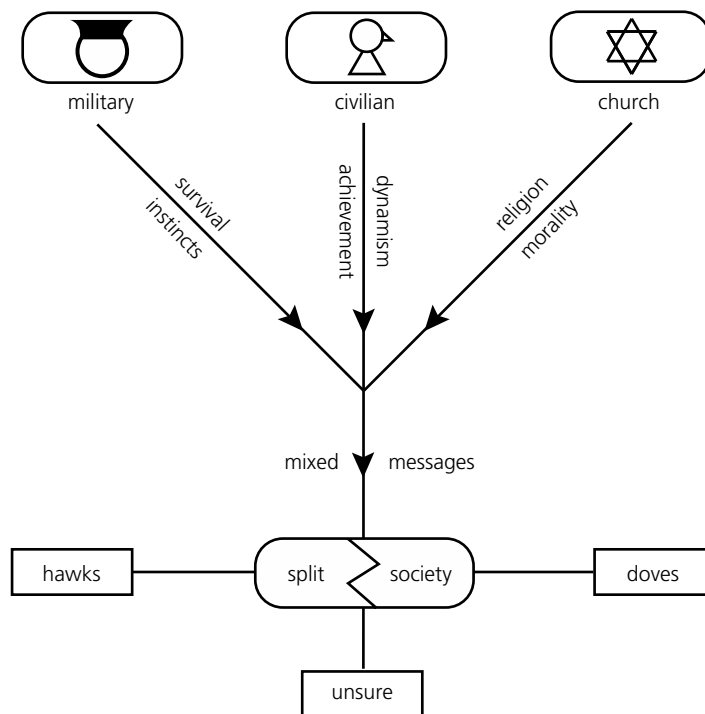 military
civilian
church
survival
instincts
achievement
dynamism
religion
morality
mixed messages
hawks
split society
doves
unsure